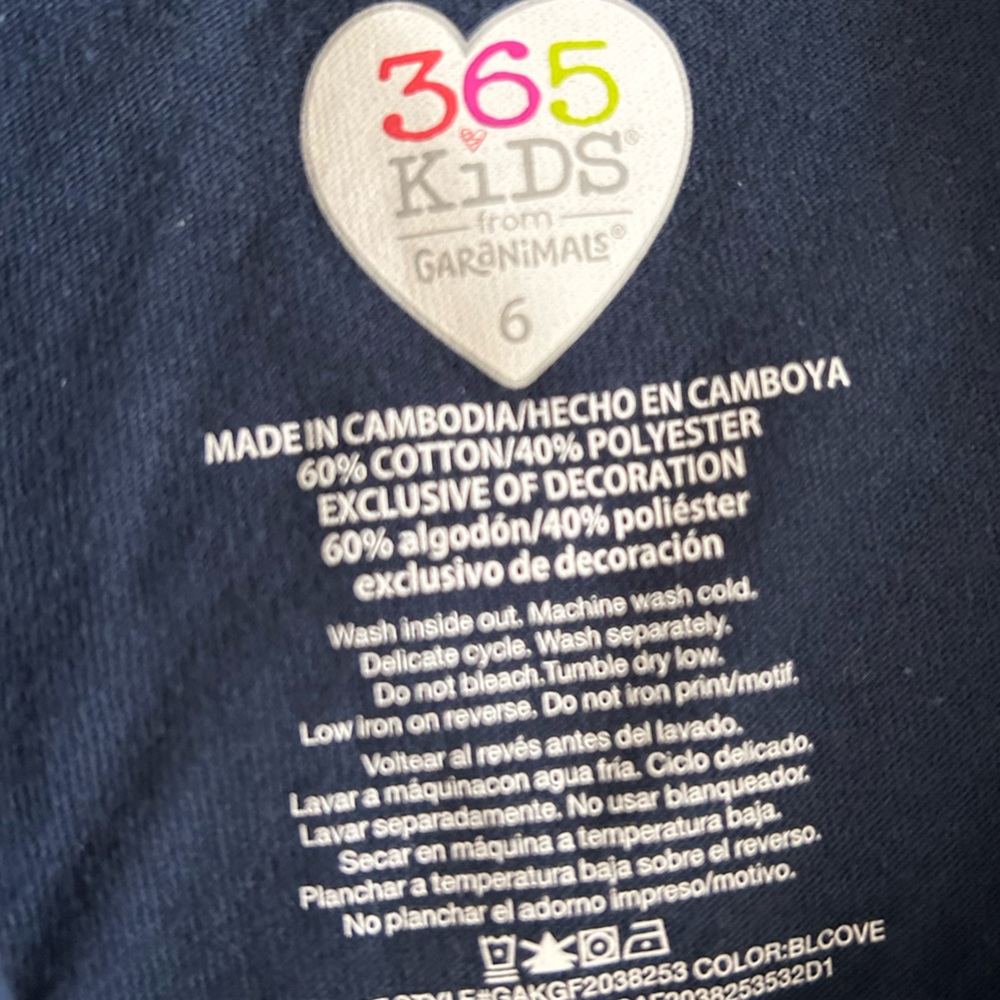 365
KiDS®
from
GARaNiMALS®
6
MADE IN CAMBODIA/HECHO EN CAMBOYA
60% COTTON/40% POLYESTER
EXCLUSIVE OF DECORATION
60% algodón/40% poliéster
exclusivo de decoración
Wash inside out. Machine wash cold.
Delicate cycle. Wash separately.
Do not bleach.Tumble dry low.
Low iron on reverse. Do not iron print/motif.
Voltear al revés antes del lavado.
Lavar a máquinacon agua fría. Ciclo delicado.
Lavar separadamente. No usar blanqueador.
Secar en máquina a temperatura baja.
Planchar a temperatura baja sobre el reverso.
No planchar el adorno impreso/motivo.
STYLE#GAKGF2038253 COLOR:BLCOVE